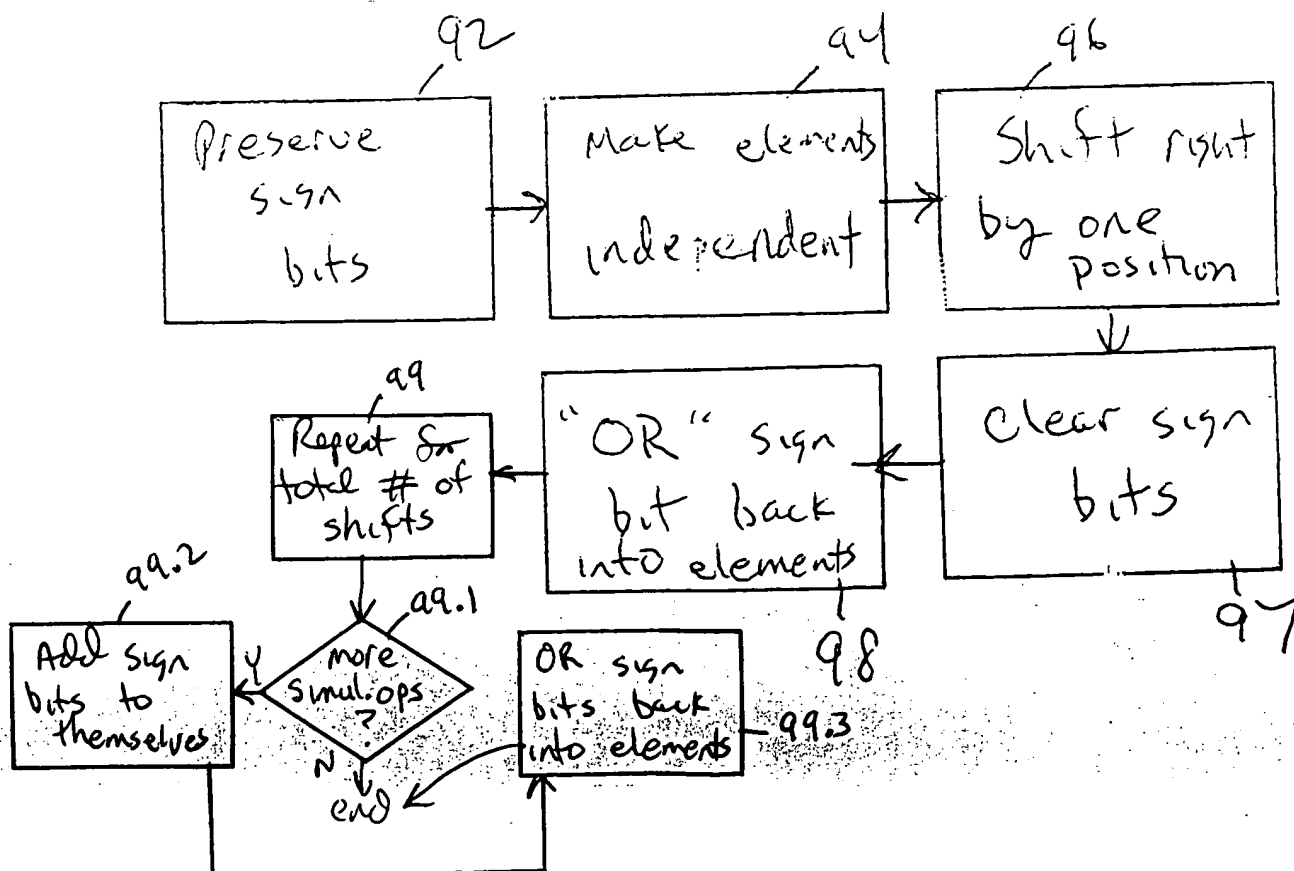 92
Preserve
sign
bits
94
Make elements
independent
96
Shift right
by one
position
clear sign
bits
97
"OR" sign
bit back
into elements
98
99
Repeat for
total # of
shifts
99.1
more
simul.ops
?
Y
N
end
99.2
Add sign
bits to
themselves
OR sign
bits back
into elements
99.3